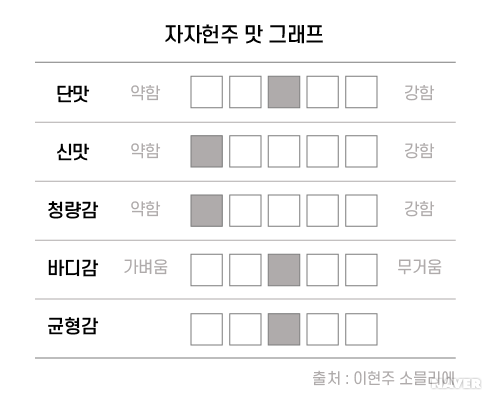 자자헌주 맛 그래프
단맛 약함 강함
신맛 약함 강함
청량감 약함 강함
바디감 가벼움 무거움
균형감
출처 : 이현주 소믈리에
NAVER